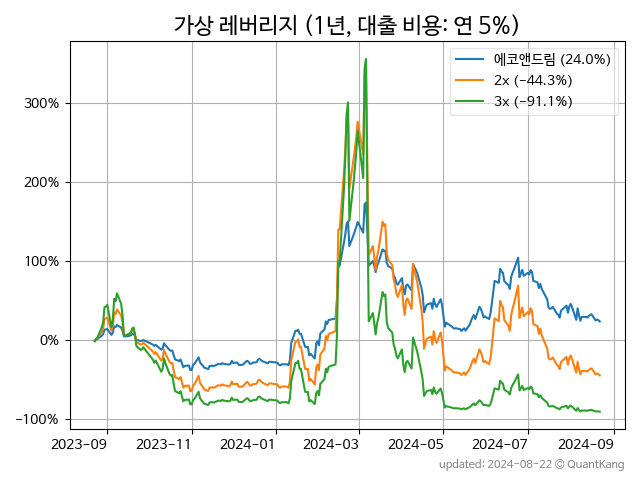 가상 레버리지 (1년, 대출 비용: 연 5%)
에코앤드림 (24.0%)
2x (−44.3%)
3x (−91.1%)
300%
200%
100%
0%
−100%
2023-09 2023-11 2024-01 2024-03 2024-05 2024-07 2024-09
updated: 2024-08-22 © QuantKang